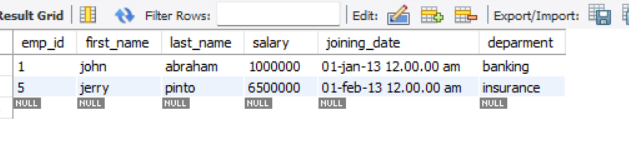 Result Grid Filter Rows: Edit: Export/Import:
emp_id first_name last_name salary joining_date deparment
1 john abraham 1000000 01-jan-13 12.00.00 am banking
5 jerry pinto 6500000 01-feb-13 12.00.00 am insurance
NULL NULL NULL NULL NULL NULL